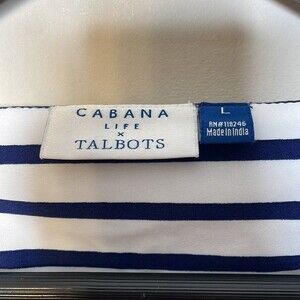 CABANA
LIFE
×
TALBOTS
L
RN#118246
Made in India